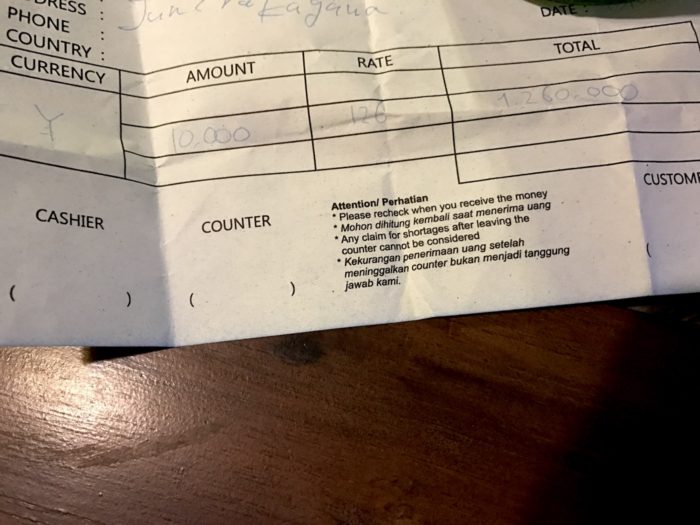 DRESS :
PHONE :
COUNTRY :
DATE :
CURRENCY AMOUNT RATE TOTAL
¥ 10,000 126 1.260.000
CASHIER COUNTER CUSTOME
Attention/ Perhatian
* Please recheck when you receive the money
* Mohon dihitung kembali saat menerima uang
* Any claim for shortages after leaving the
counter cannot be considered
* Kekurangan penerimaan uang setelah
meninggalkan counter bukan menjadi tanggung
jawab kami.
( ) ( ) (